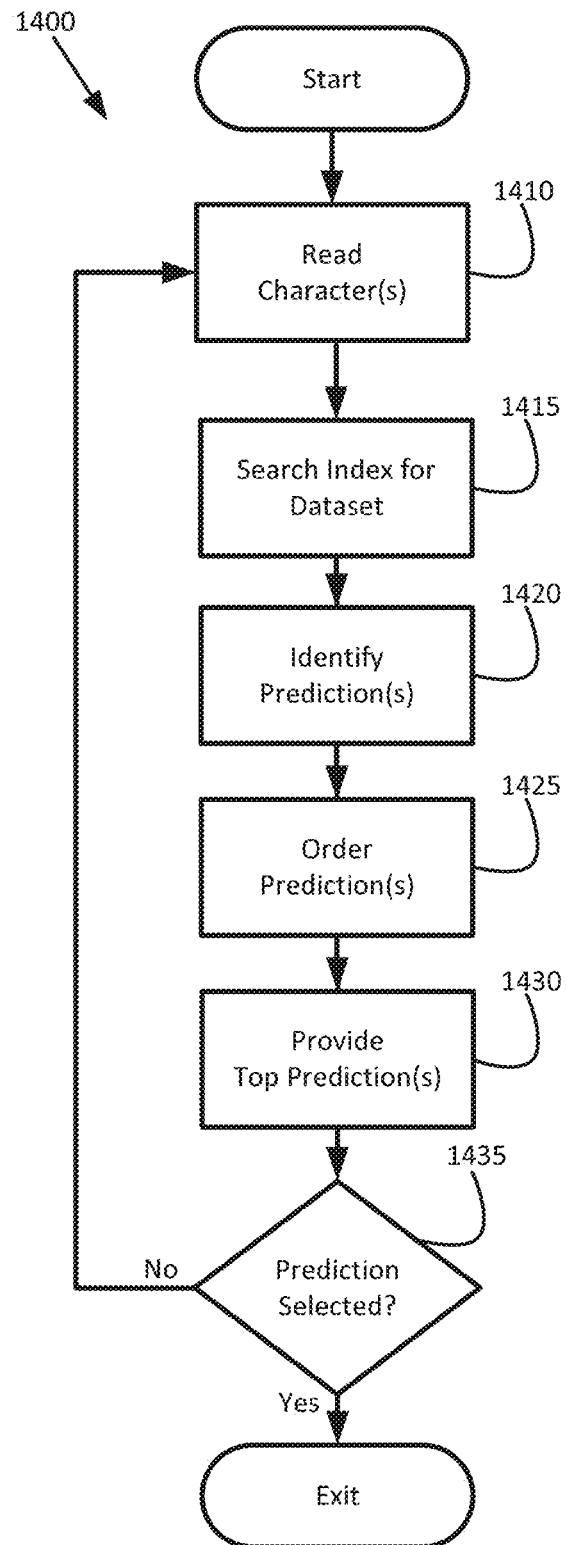 1400
Start
1410
Read
Character(s)
1415
Search Index for
Dataset
1420
Identify
Prediction(s)
1425
Order
Prediction(s)
1430
Provide
Top Prediction(s)
1435
No
Prediction
Selected?
Yes
Exit